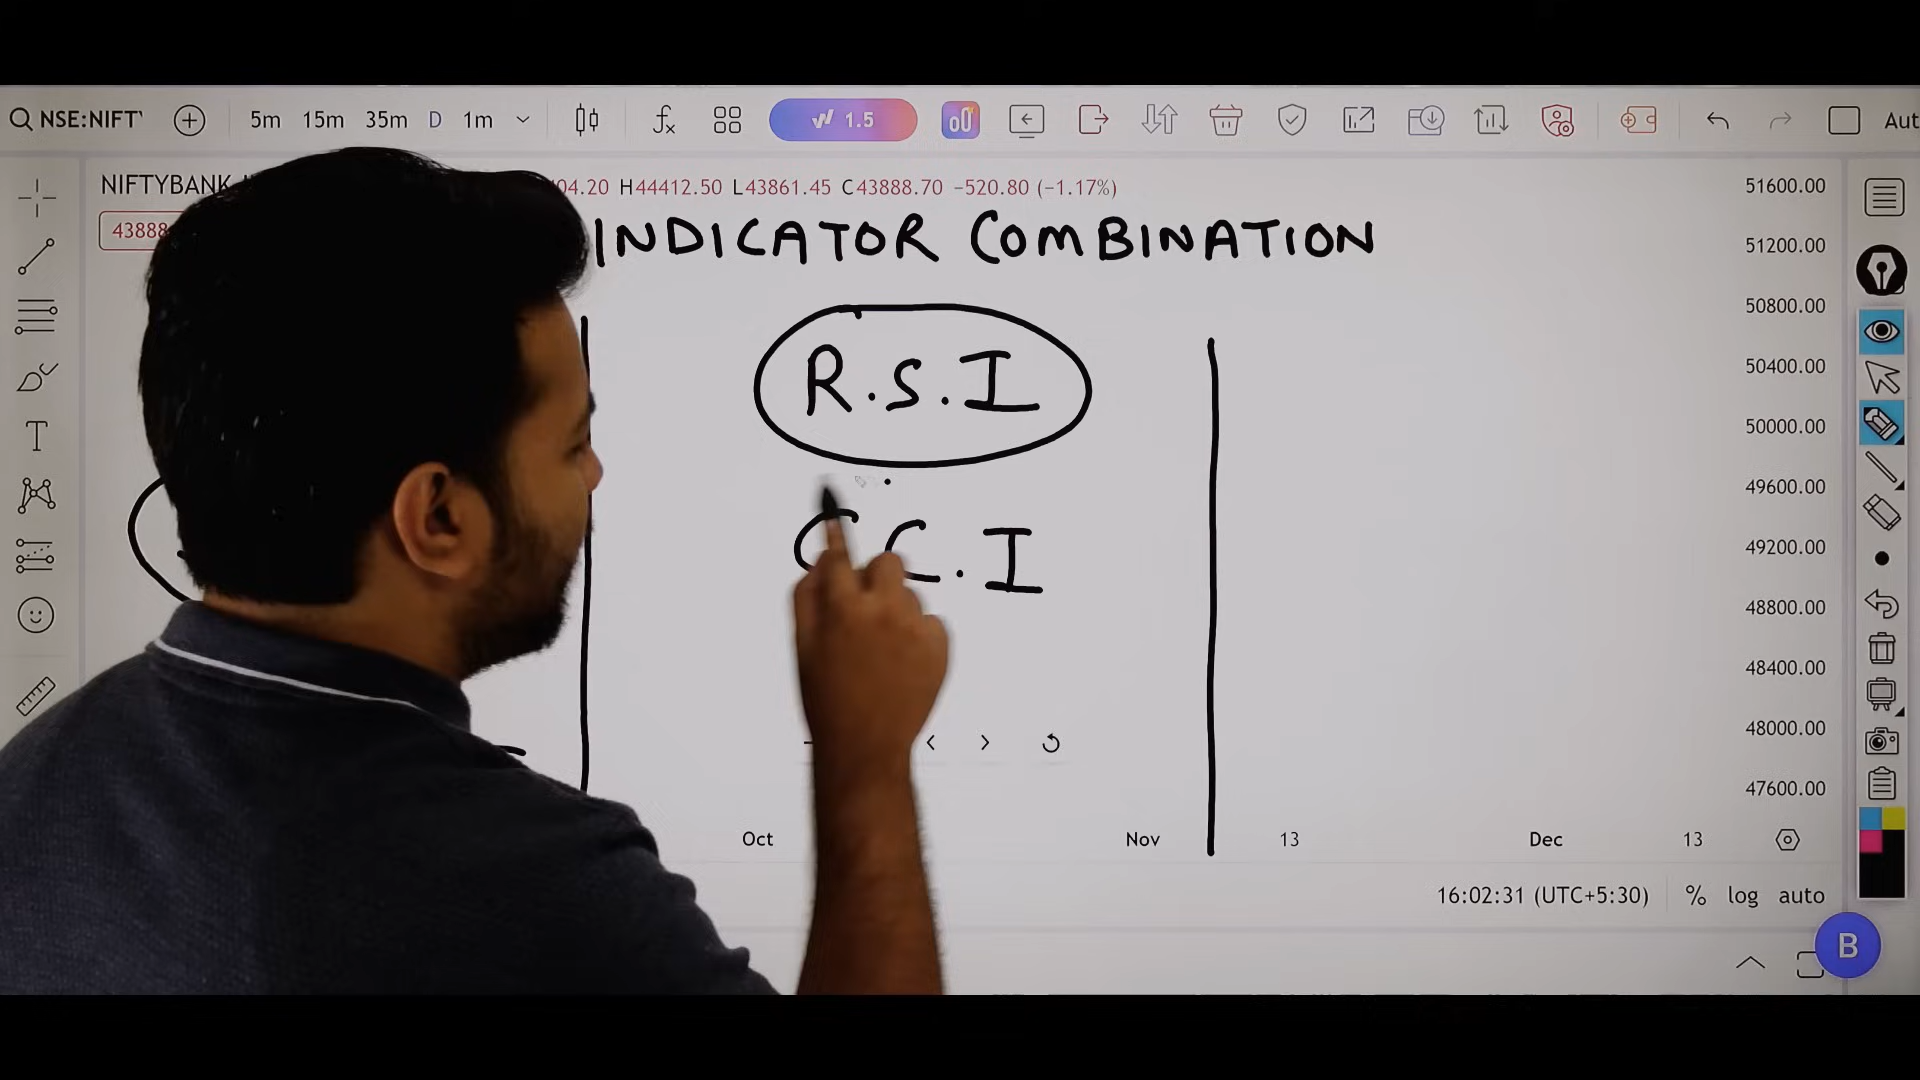 NSE:NIFT
5m 15m 35m D 1m
1.5
Aut
NIFTYBANK
04.20 H44412.50 L43861.45 C43888.70 −520.80 (−1.17%)
43888
INDICATOR COMBINATION
R.S.I
C.C.I
51600.00
51200.00
50800.00
50400.00
50000.00
49600.00
49200.00
48800.00
48400.00
48000.00
47600.00
Oct Nov 13 Dec 13
16:02:31 (UTC+5:30) % log auto
B